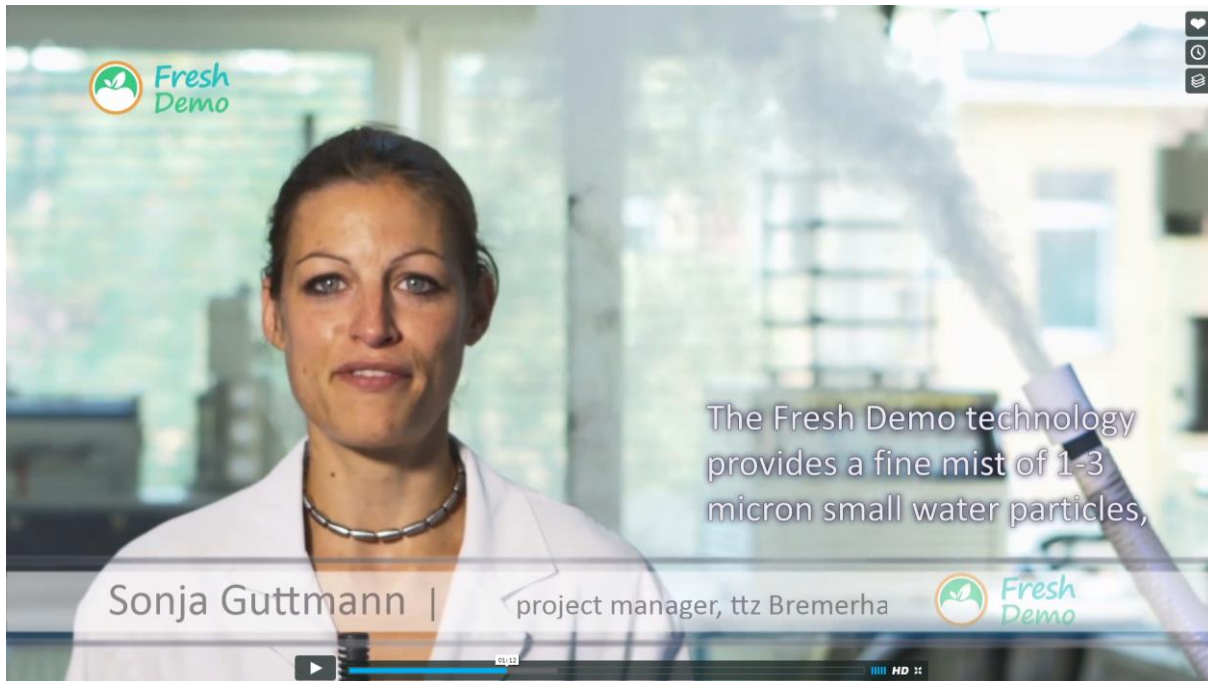 Fresh
Demo
The Fresh Demo technology
provides a fine mist of 1-3
micron small water particles,
Sonja Guttmann | project manager, ttz Bremerha
Fresh
Demo
01:12
HD